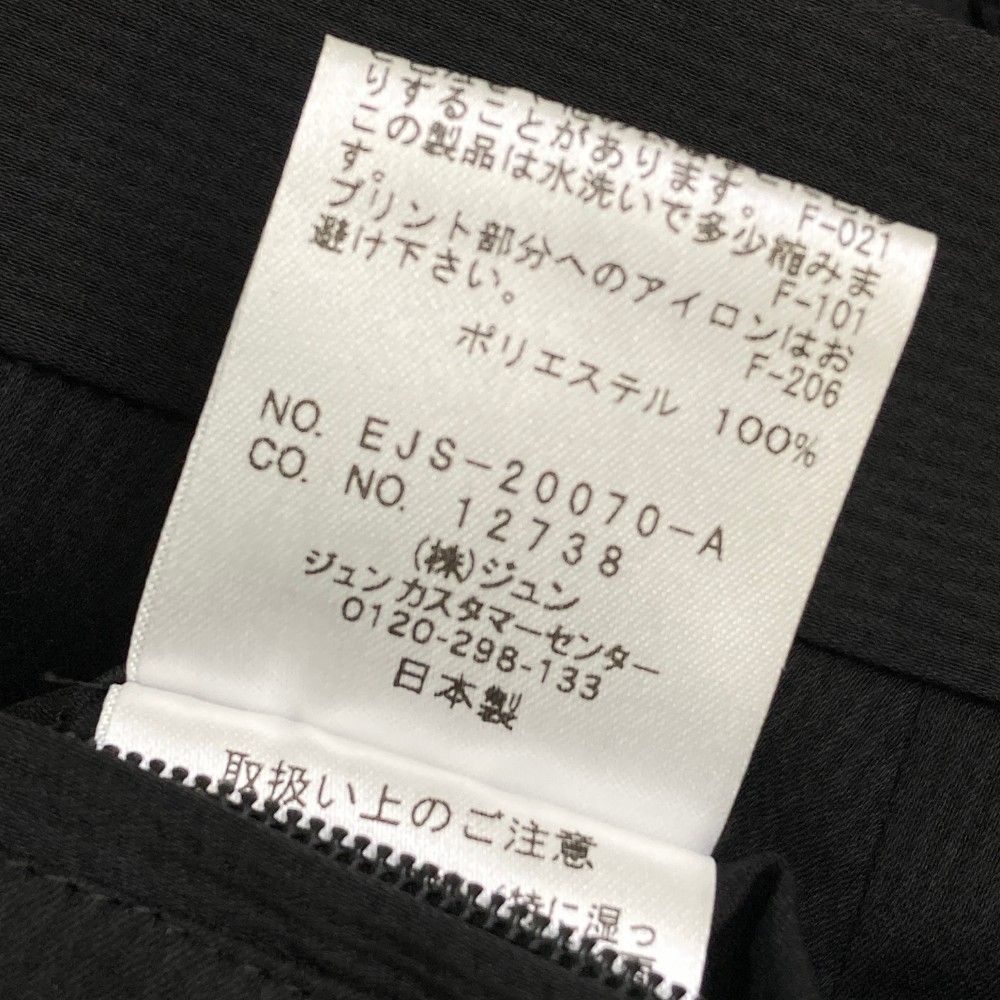 りすることがあります。 F-021
この製品は水洗いで多少縮みま
す。 F-101
プリント部分へのアイロンはお
避け下さい。 F-206
ポリエステル 100%
NO. EJS-20070-A
CO. NO. 12738
(株)ジュン
ジュンカスタマーセンター
0120-298-133
日本製
取扱い上のご注意
(特に湿っ